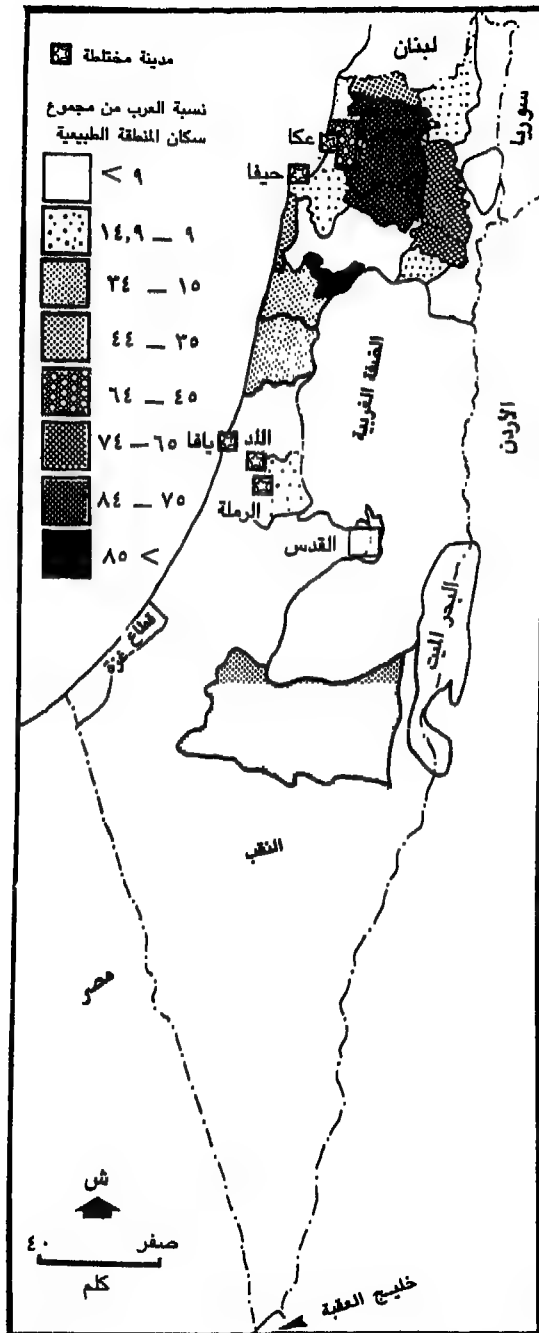 مدينة مختلطة
نسبة العرب من مجموع
سكان المنطقة الطبيعية
< ٩
٩ – ١٤,٩
١٥ – ٣٤
٣٥ – ٤٤
٤٥ – ٦٤
٦٥ – ٧٤
٧٥ – ٨٤
٨٥ >
لبنان
سوريا
عكا
حيفا
الضفة الغربية
الأردن
يافا
اللد
الرملة
القدس
البحر الميت
قطاع غزة
النقب
مصر
ش
صفر ٤٠
كلم
خليج العقبة